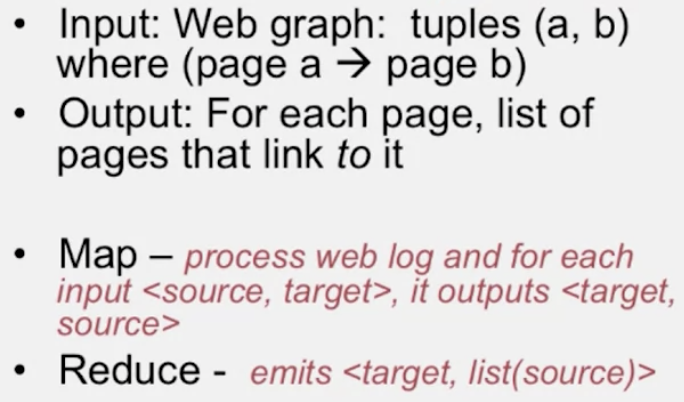 • Input: Web graph: tuples (a, b)
where (page a → page b)
• Output: For each page, list of
pages that link to it
• Map – process web log and for each
input <source, target>, it outputs <target,
source>
• Reduce - emits <target, list(source)>